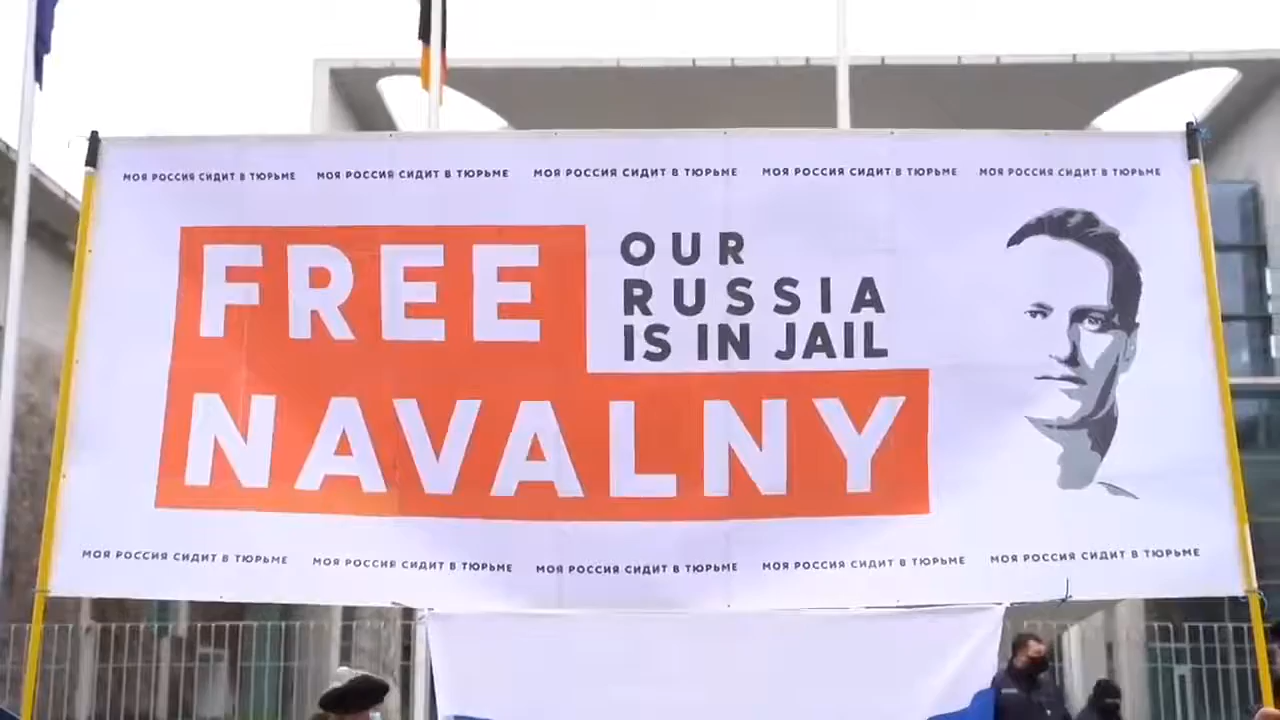 МОЯ РОССИЯ СИДИТ В ТЮРЬМЕ МОЯ РОССИЯ СИДИТ В ТЮРЬМЕ МОЯ РОССИЯ СИДИТ В ТЮРЬМЕ МОЯ РОССИЯ СИДИТ В ТЮРЬМЕ МОЯ РОССИЯ СИДИТ В ТЮРЬМЕ
FREE
NAVALNY
OUR
RUSSIA
IS IN JAIL
МОЯ РОССИЯ СИДИТ В ТЮРЬМЕ МОЯ РОССИЯ СИДИТ В ТЮРЬМЕ МОЯ РОССИЯ СИДИТ В ТЮРЬМЕ МОЯ РОССИЯ СИДИТ В ТЮРЬМЕ МОЯ РОССИЯ СИДИТ В ТЮРЬМЕ